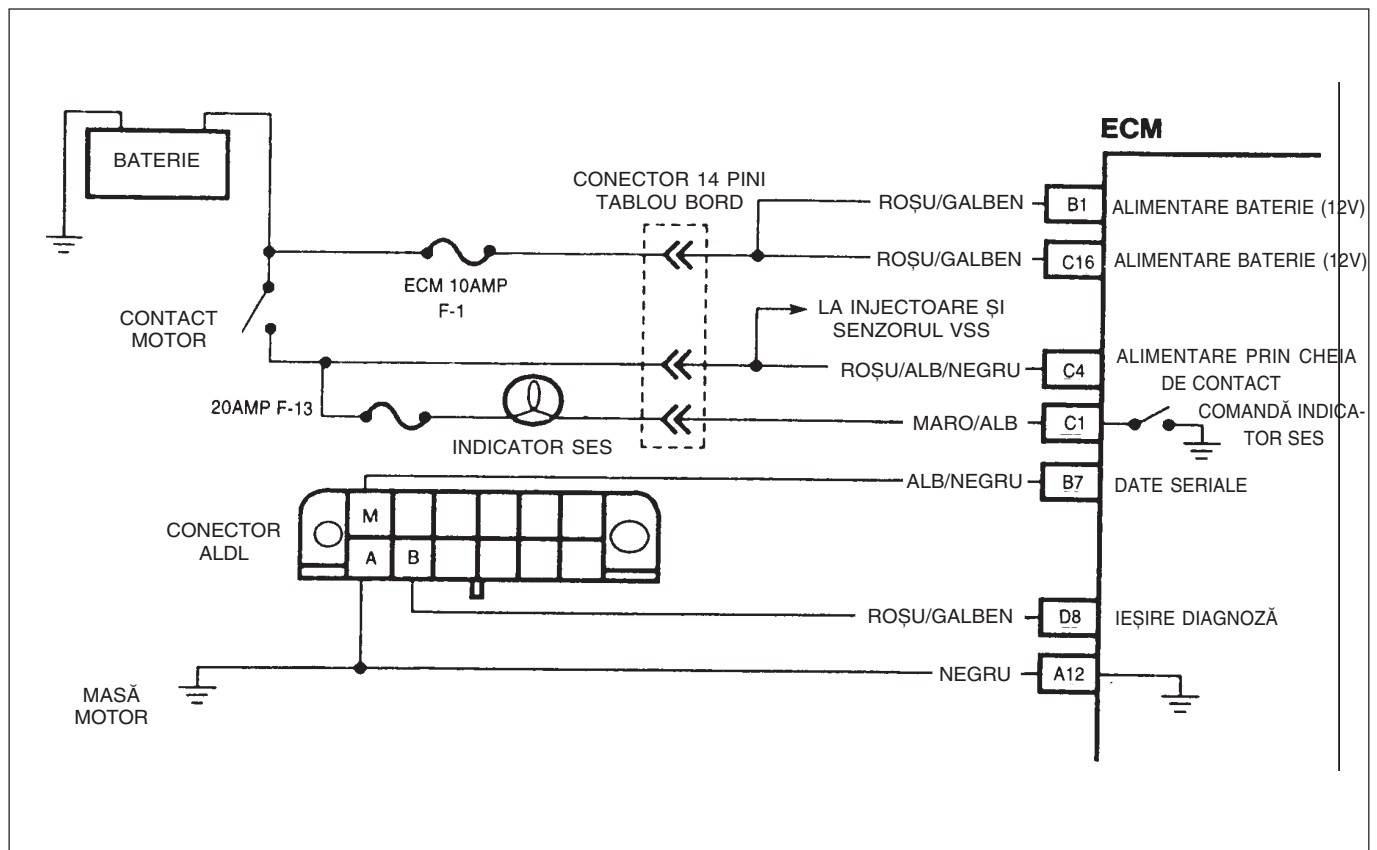 ECM
BATERIE
CONECTOR 14 PINI
TABLOU BORD
ROȘU/GALBEN
B1
ALIMENTARE BATERIE (12V)
ROȘU/GALBEN
C16
ALIMENTARE BATERIE (12V)
ECM 10AMP
F-1
CONTACT
MOTOR
LA INJECTOARE ȘI
SENZORUL VSS
ROȘU/ALB/NEGRU
C4
ALIMENTARE PRIN CHEIA
DE CONTACT
20AMP F-13
INDICATOR SES
MARO/ALB
C1
COMANDĂ INDICA-
TOR SES
ALB/NEGRU
B7
DATE SERIALE
CONECTOR
ALDL
M
A
B
ROȘU/GALBEN
D8
IEȘIRE DIAGNOZĂ
NEGRU
A12
MASĂ
MOTOR